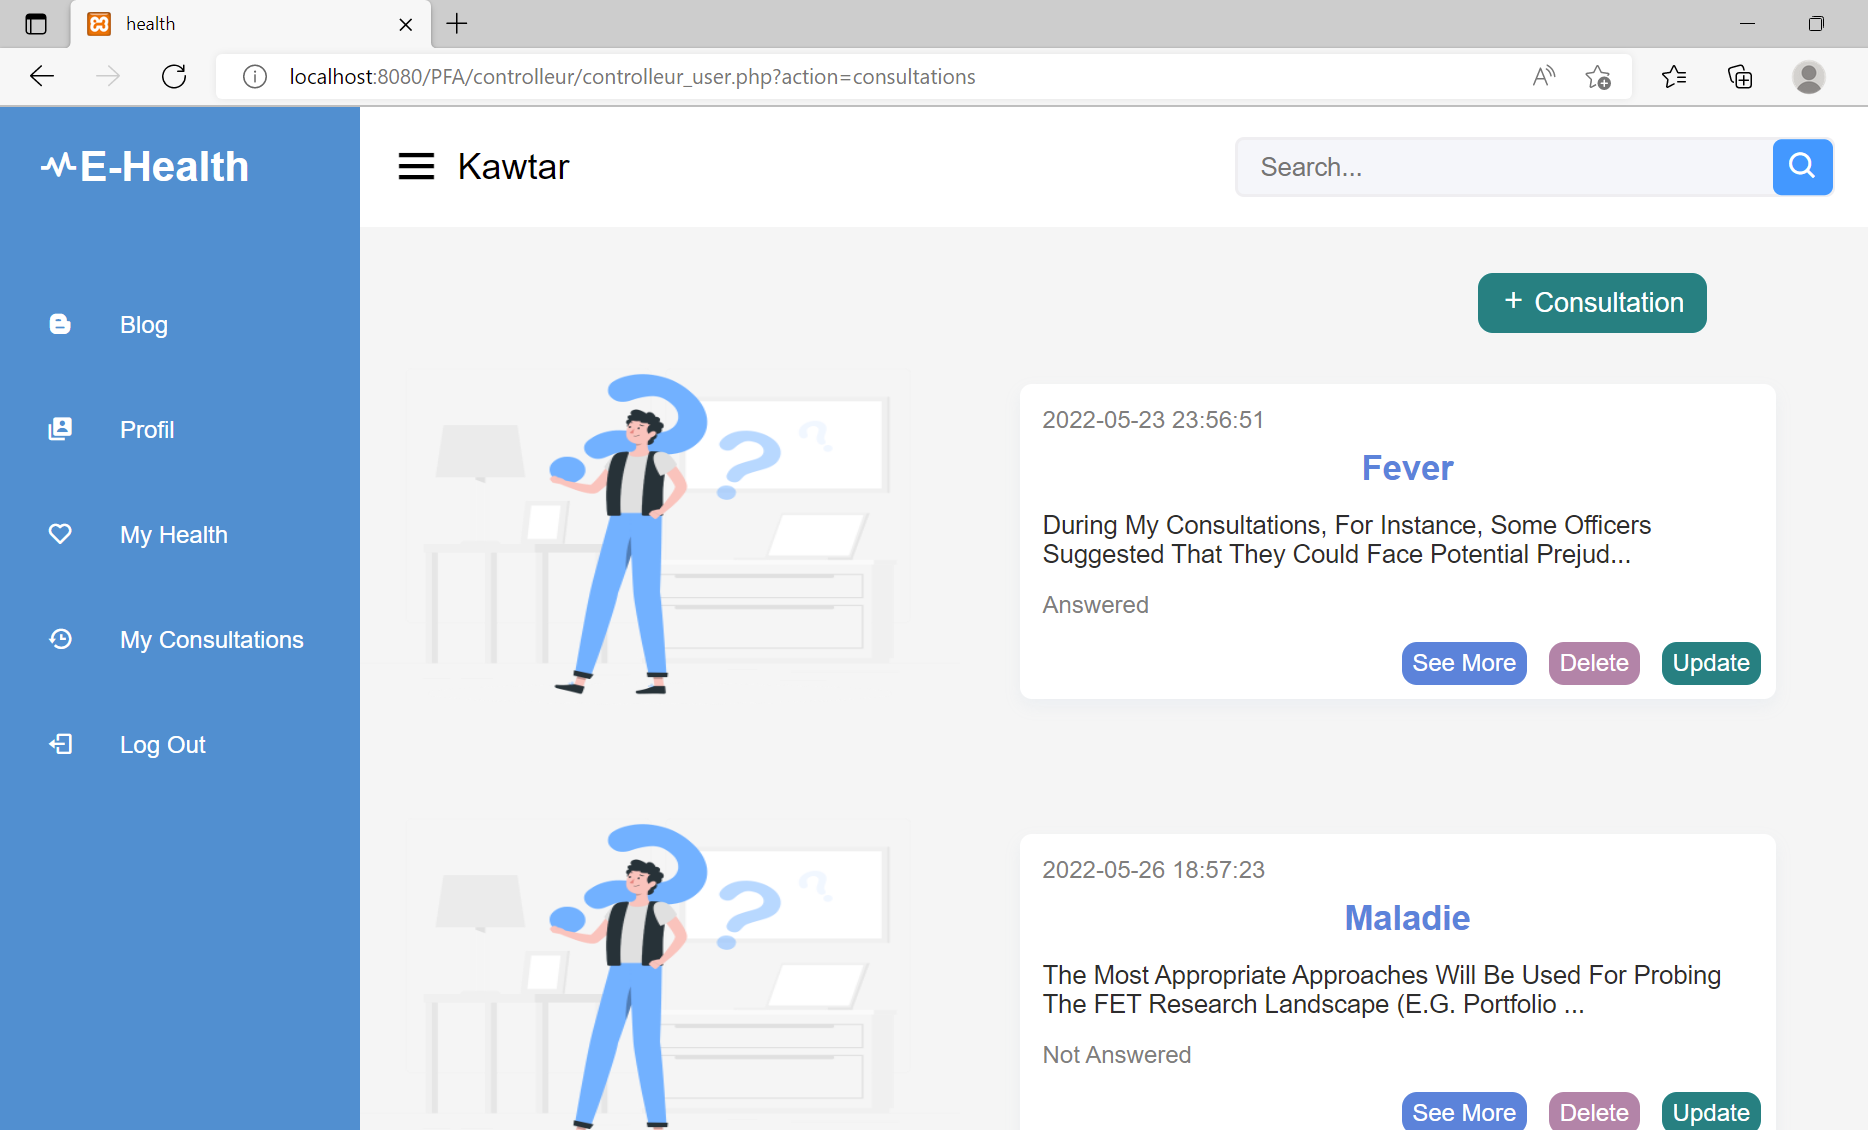 health
localhost:8080/PFA/controlleur/controlleur_user.php?action=consultations
E-Health
Kawtar
Search...
Blog
Profil
My Health
My Consultations
Log Out
+ Consultation
2022-05-23 23:56:51
Fever
During My Consultations, For Instance, Some Officers
Suggested That They Could Face Potential Prejud...
Answered
See More Delete Update
2022-05-26 18:57:23
Maladie
The Most Appropriate Approaches Will Be Used For Probing
The FET Research Landscape (E.G. Portfolio ...
Not Answered
See More Delete Update